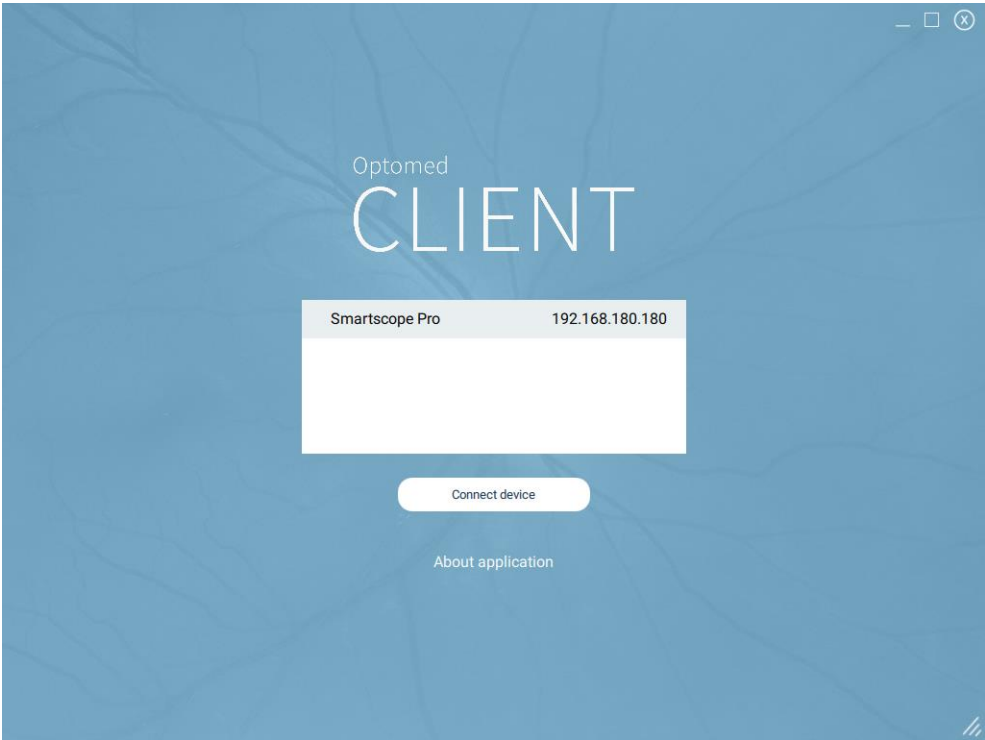 Optomed
CLIENT
Smartscope Pro 192.168.180.180
Connect device
About application